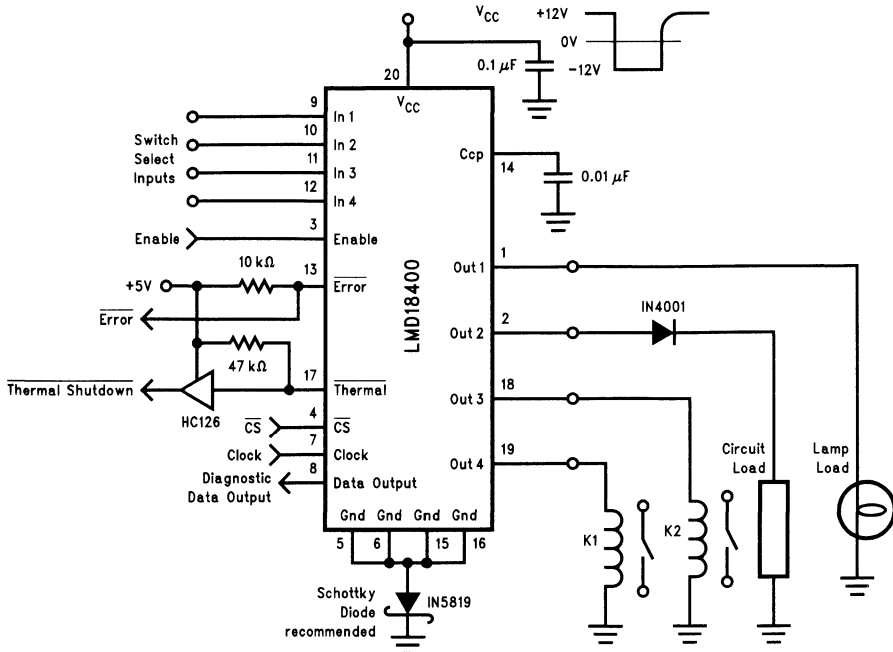 VCC
+12V
0V
-12V
0.1 µF
20
VCC
9
In 1
10
In 2
11
In 3
12
In 4
Switch
Select
Inputs
3
Enable
Enable
10 kΩ
13
Error
+5V
Error
47 kΩ
17
Thermal
Thermal Shutdown
HC126
4
CS
CS
7
Clock
Clock
8
Data Output
Diagnostic
Data Output
LMD18400
Ccp
14
0.01 µF
1
Out 1
2
Out 2
IN4001
18
Out 3
19
Out 4
Circuit
Load
Lamp
Load
K1
K2
Gnd Gnd Gnd Gnd
5 6 15 16
Schottky
Diode
recommended
IN5819